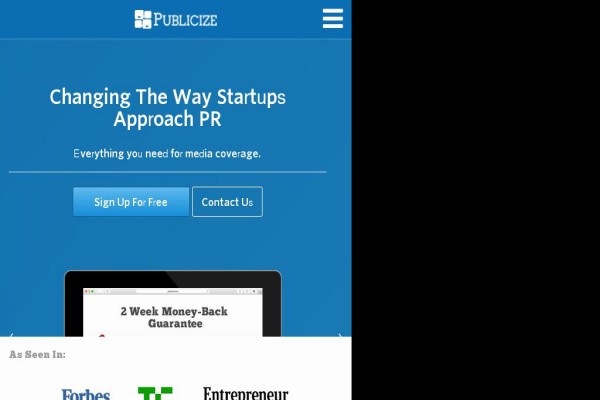 PUBLICIZE
Changing The Way Startups
Approach PR
Everything you need for media coverage.
Sign Up For Free
Contact Us
2 Week Money-Back
Guarantee
As Seen In:
Forbes
TC
Entrepreneur